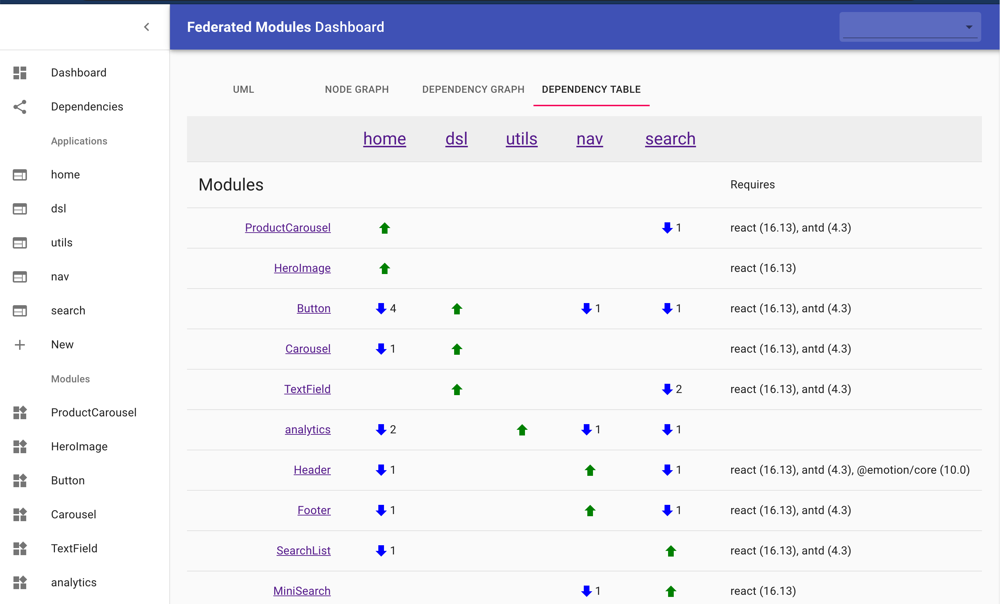 Federated Modules Dashboard
Dashboard
Dependencies
Applications
home
dsl
utils
nav
search
New
Modules
ProductCarousel
HeroImage
Button
Carousel
TextField
analytics
UML NODE GRAPH DEPENDENCY GRAPH DEPENDENCY TABLE
home dsl utils nav search
Modules Requires
ProductCarousel 1 react (16.13), antd (4.3)
HeroImage react (16.13)
Button 4 1 1 react (16.13), antd (4.3)
Carousel 1 react (16.13), antd (4.3)
TextField 2 react (16.13), antd (4.3)
analytics 2 1 1
Header 1 1 react (16.13), antd (4.3), @emotion/core (10.0)
Footer 1 1 react (16.13), antd (4.3)
SearchList 1 react (16.13), antd (4.3)
MiniSearch 1 react (16.13)